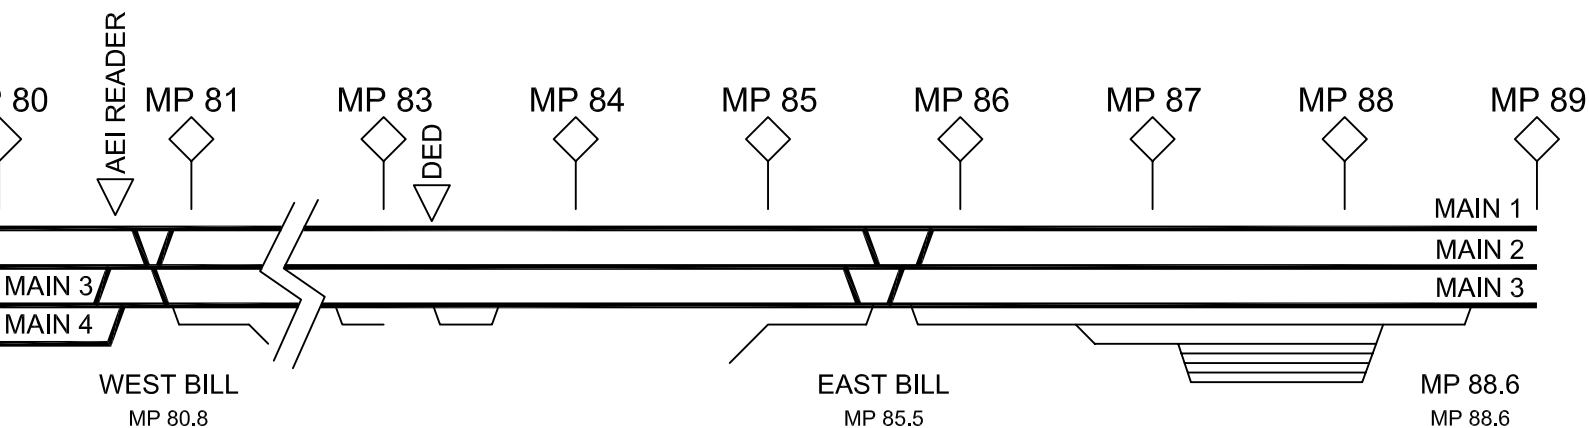 80
AEI READER
MP 81
MP 83
DED
MP 84
MP 85
MP 86
MP 87
MP 88
MP 89
MAIN 1
MAIN 2
MAIN 3
MAIN 3
MAIN 4
WEST BILL
MP 80.8
EAST BILL
MP 85.5
MP 88.6
MP 88.6